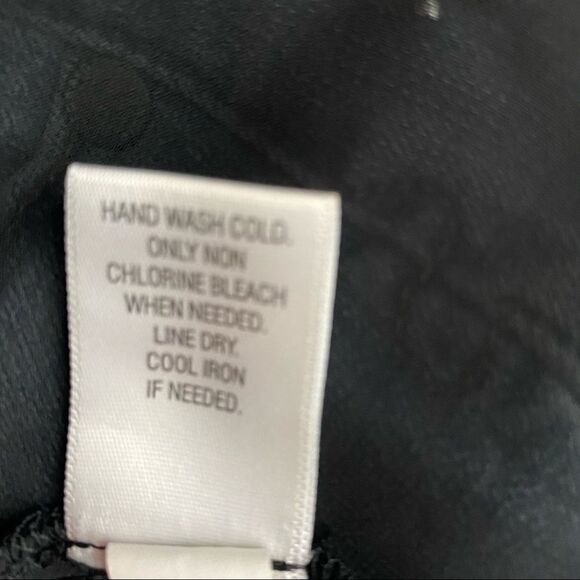 HAND WASH COLD.
ONLY NON
CHLORINE BLEACH
WHEN NEEDED.
LINE DRY.
COOL IRON
IF NEEDED.